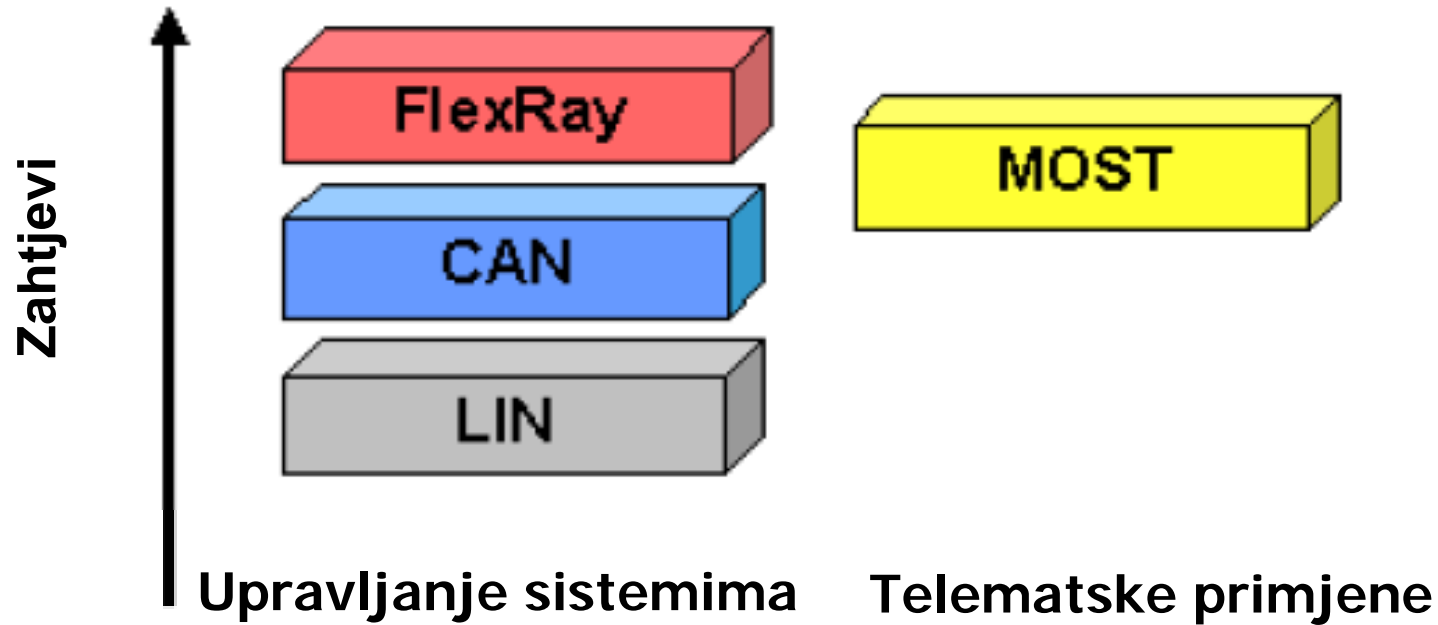 Zahtjevi
FlexRay
MOST
CAN
LIN
Upravljanje sistemima
Telematske primjene